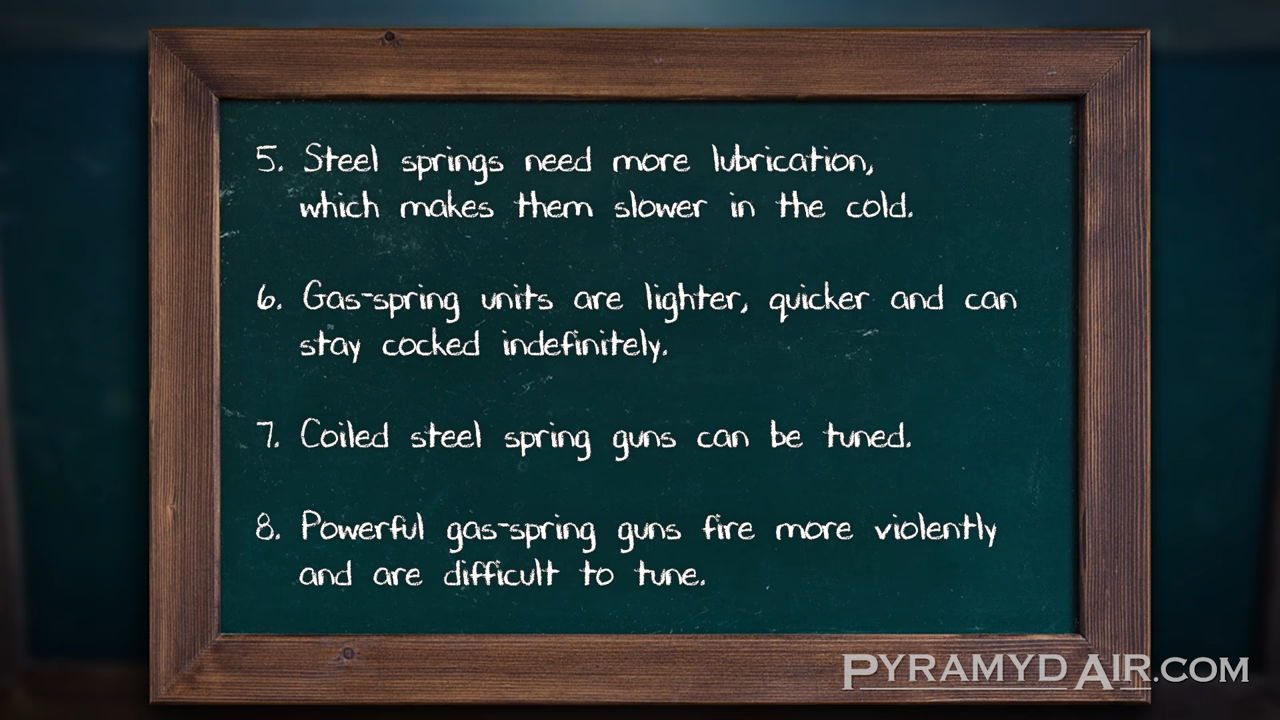 5. Steel springs need more lubrication,
which makes them slower in the cold.
6. Gas-spring units are lighter, quicker and can
stay cocked indefinitely.
7. Coiled steel spring guns can be tuned.
8. Powerful gas-spring guns fire more violently
and are difficult to tune.
PYRAMYDAIR.COM